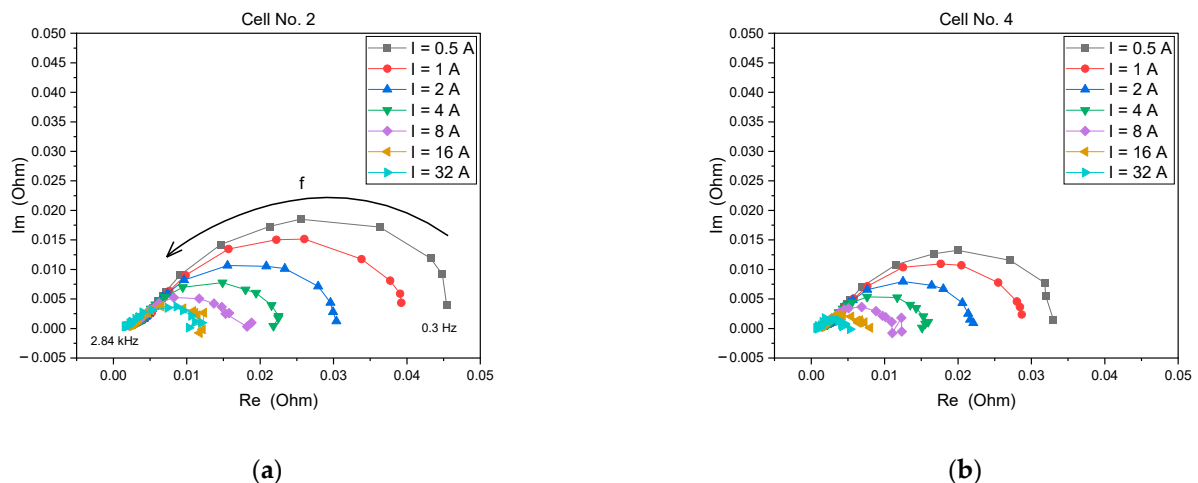 Cell No. 2
0.050
0.045
0.040
0.035
0.030
0.025
0.020
0.015
0.010
0.005
0.000
−0.005
Im (Ohm)
I = 0.5 A
I = 1 A
I = 2 A
I = 4 A
I = 8 A
I = 16 A
I = 32 A
f
2.84 kHz
0.3 Hz
0.00 0.01 0.02 0.03 0.04 0.05
Re (Ohm)
(a)
Cell No. 4
0.050
0.045
0.040
0.035
0.030
0.025
0.020
0.015
0.010
0.005
0.000
−0.005
Im (Ohm)
I = 0.5 A
I = 1 A
I = 2 A
I = 4 A
I = 8 A
I = 16 A
I = 32 A
0.00 0.01 0.02 0.03 0.04 0.05
Re (Ohm)
(b)